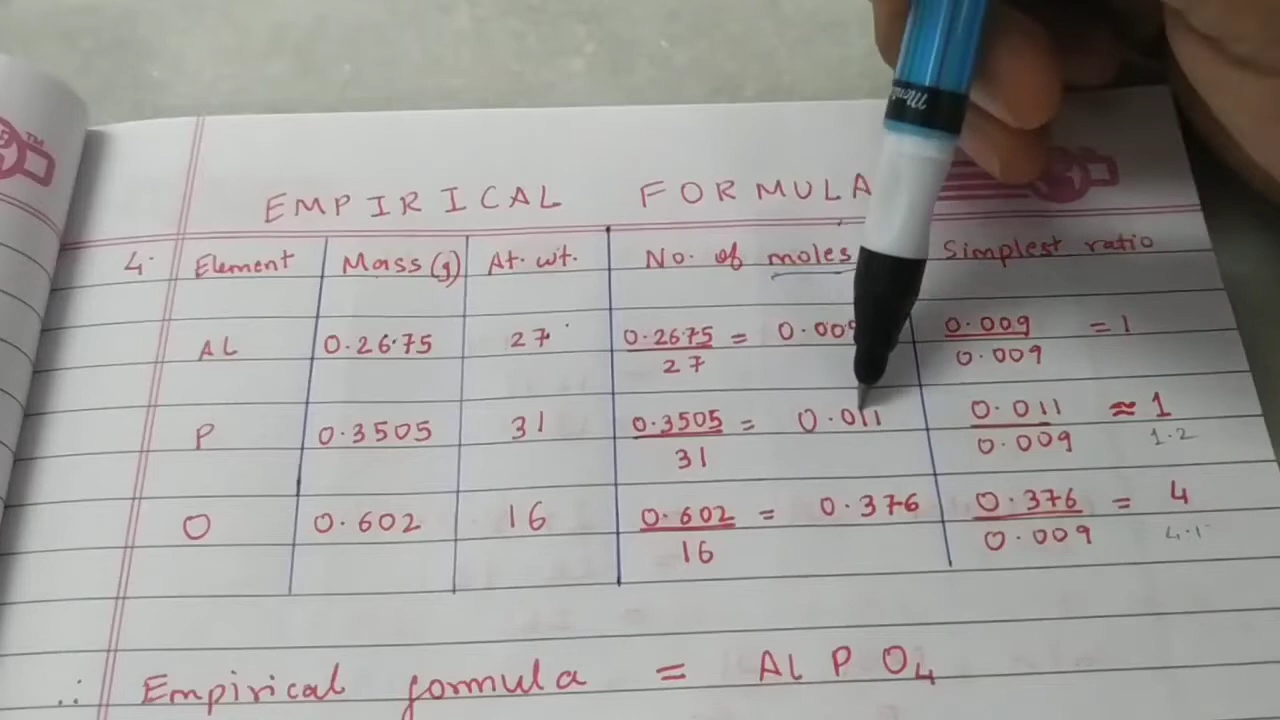 EMPIRICAL FORMULA
4. Element Mass (g) At. wt. No. of moles Simplest ratio
AL 0.2675 27 0.2675/27 = 0.009 0.009/0.009 = 1
P 0.3505 31 0.3505/31 = 0.011 0.011/0.009 ≈ 1
1.2
O 0.602 16 0.602/16 = 0.376 0.376/0.009 = 4
4.1
∴ Empirical formula = AL P O4